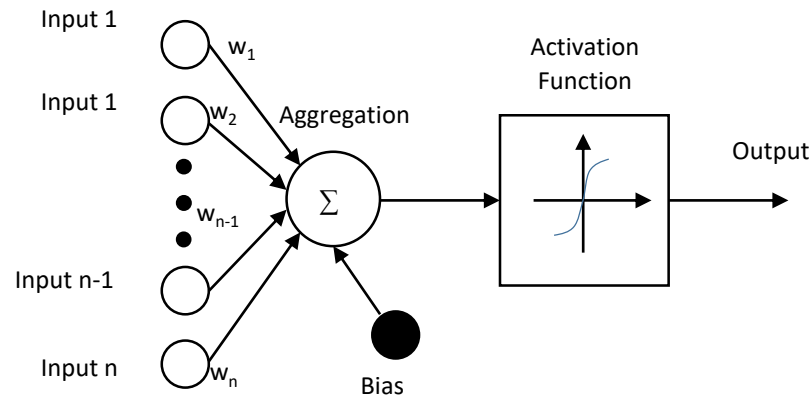 Input 1
w1
Activation
Function
Input 1
w2
Aggregation
Output
Σ
wn-1
Input n-1
Input n
wn
Bias